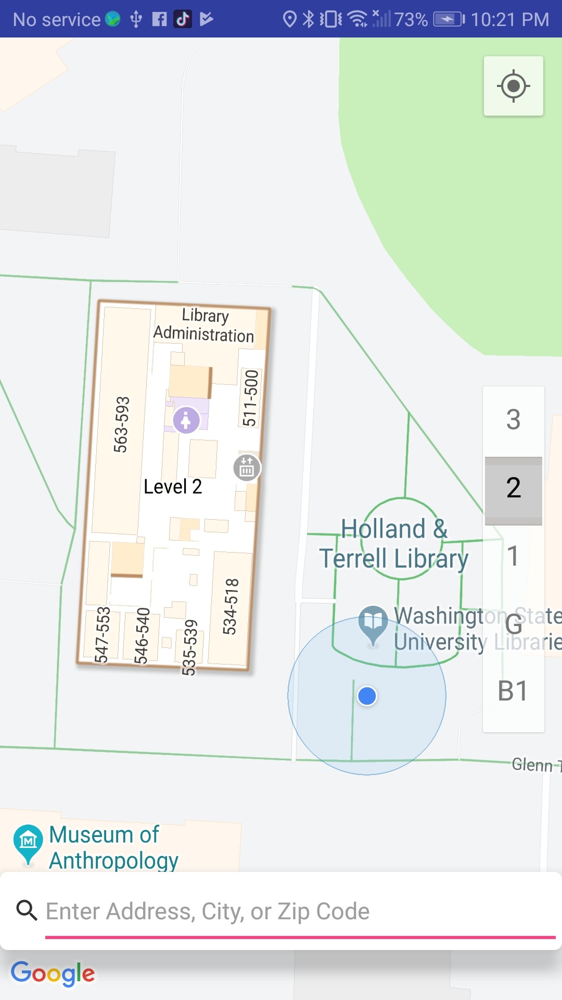 No service
73%
10:21 PM
Library
Administration
511-500
563-593
Level 2
547-553
546-540
535-539
534-518
3
2
1
G
B1
Holland &
Terrell Library
Washington State
University Librarie
Glenn T
Museum of
Anthropology
Enter Address, City, or Zip Code
Google